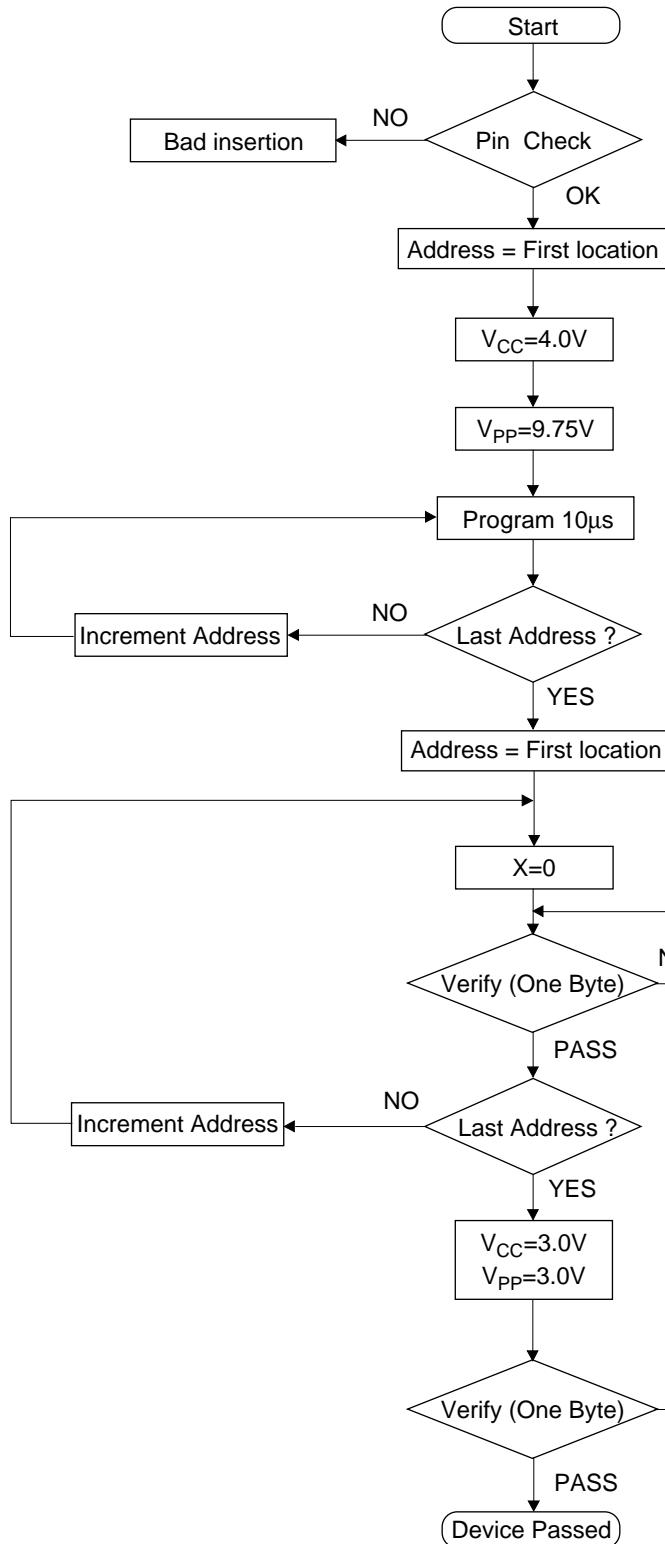 Start
NO
Pin Check
Bad insertion
OK
Address = First location
VCC=4.0V
VPP=9.75V
Program 10µs
NO
Last Address ?
Increment Address
YES
Address = First location
X=0
Verify (One Byte)
PASS
NO
Last Address ?
Increment Address
YES
VCC=3.0V
VPP=3.0V
Verify (One Byte)
PASS
Device Passed